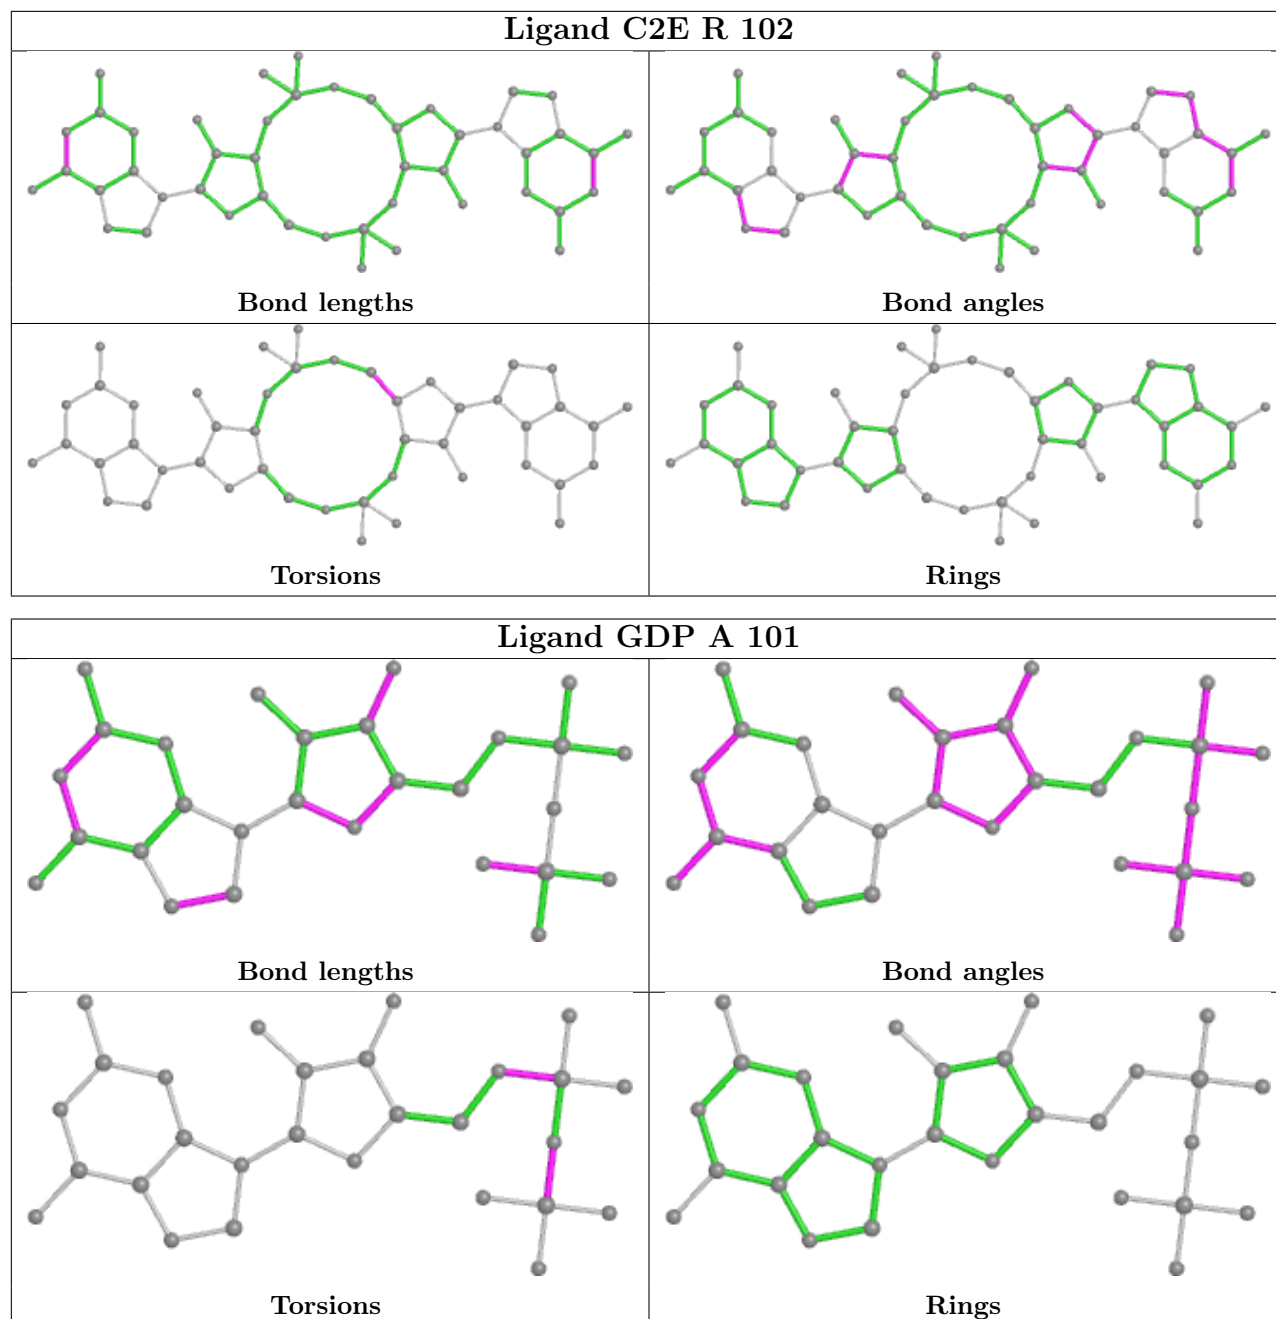 Ligand C2E R 102
Bond lengths
Bond angles
Torsions
Rings
Ligand GDP A 101
Bond lengths
Bond angles
Torsions
Rings